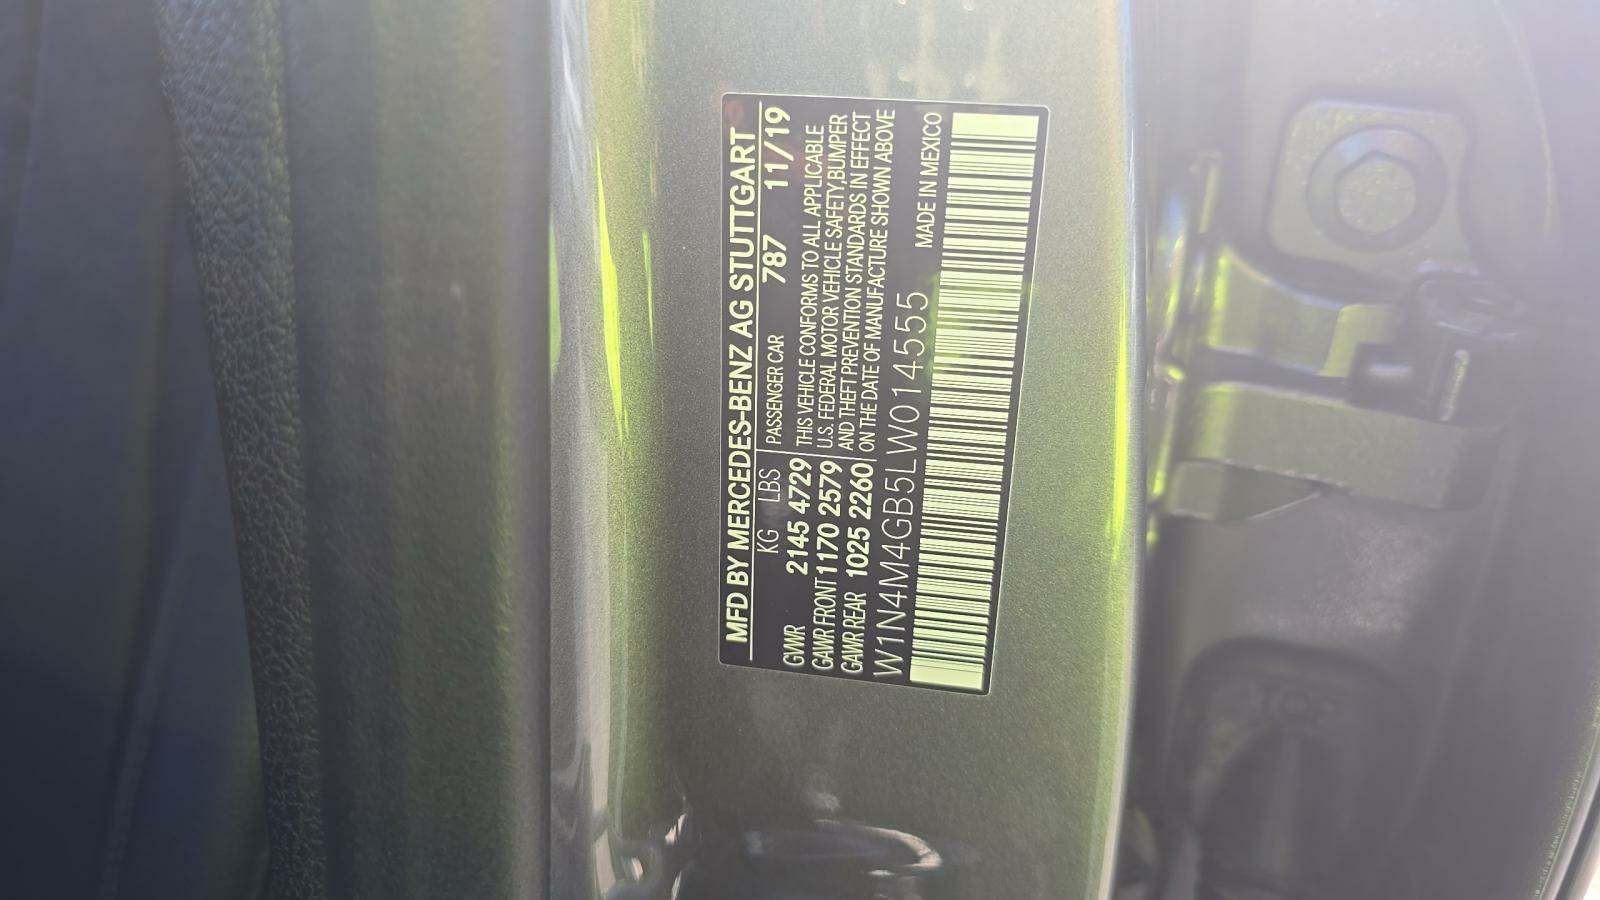 MFD BY MERCEDES-BENZ AG STUTTGART
KG LBS PASSENGER CAR 787 11/19
GVWR 2145 4729 THIS VEHICLE CONFORMS TO ALL APPLICABLE
GAWR FRONT 1170 2579 U.S. FEDERAL MOTOR VEHICLE SAFETY,BUMPER
GAWR REAR 1025 2260 AND THEFT PREVENTION STANDARDS IN EFFECT
ON THE DATE OF MANUFACTURE SHOWN ABOVE
W1N4M4GB5LW014555 MADE IN MEXICO